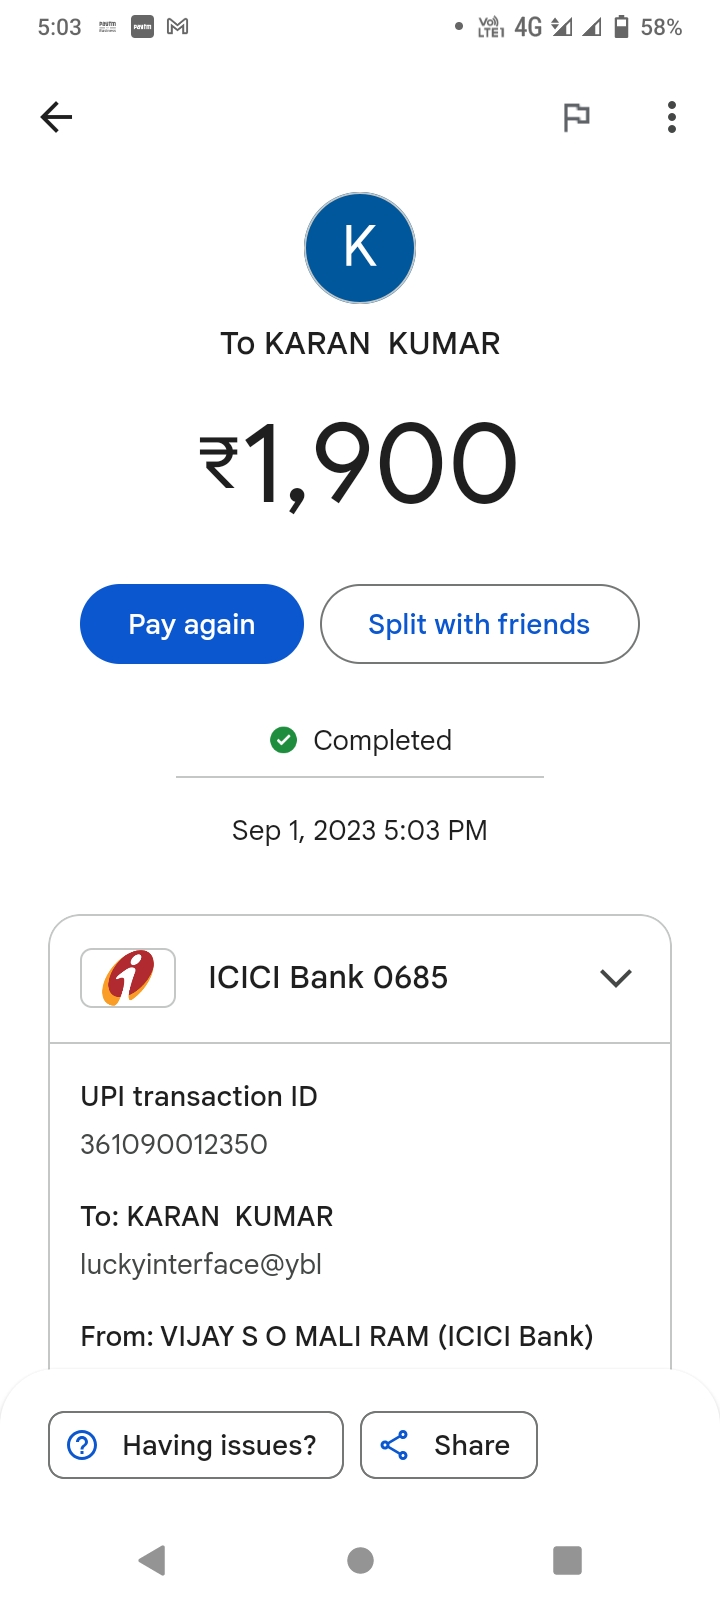 5:03 VoLTE1 4G 58%
K
To KARAN KUMAR
₹1,900
Pay again
Split with friends
Completed
Sep 1, 2023 5:03 PM
ICICI Bank 0685
UPI transaction ID
361090012350
To: KARAN KUMAR
luckyinterface@ybl
From: VIJAY S O MALI RAM (ICICI Bank)
Having issues?
Share